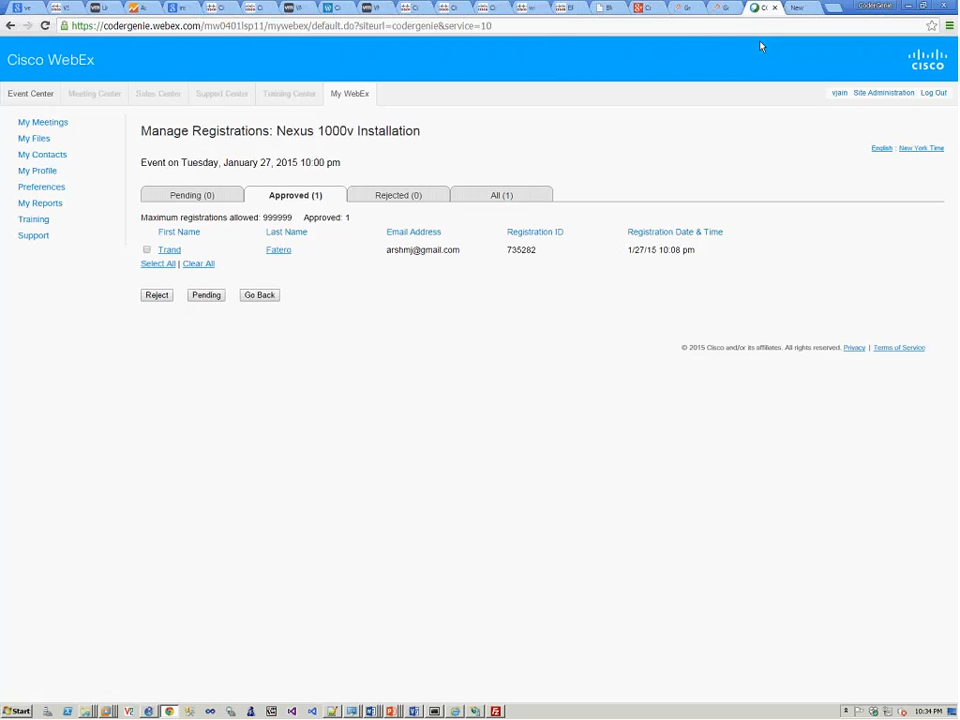 CoderGenie
New
https://codergenie.webex.com/mw0401lsp11/mywebex/default.do?siteurl=codergenie&service=10
Cisco WebEx
CISCO
Event Center Meeting Center Sales Center Support Center Training Center My WebEx
vjain Site Administration Log Out
My Meetings
My Files
My Contacts
My Profile
Preferences
My Reports
Training
Support
Manage Registrations: Nexus 1000v Installation
English : New York Time
Event on Tuesday, January 27, 2015 10:00 pm
Pending (0) Approved (1) Rejected (0) All (1)
Maximum registrations allowed: 999999 Approved: 1
First Name Last Name Email Address Registration ID Registration Date & Time
Trand Fatero arshmj@gmail.com 735282 1/27/15 10:08 pm
Select All | Clear All
Reject Pending Go Back
© 2015 Cisco and/or its affiliates. All rights reserved. Privacy | Terms of Service
Start
10:34 PM